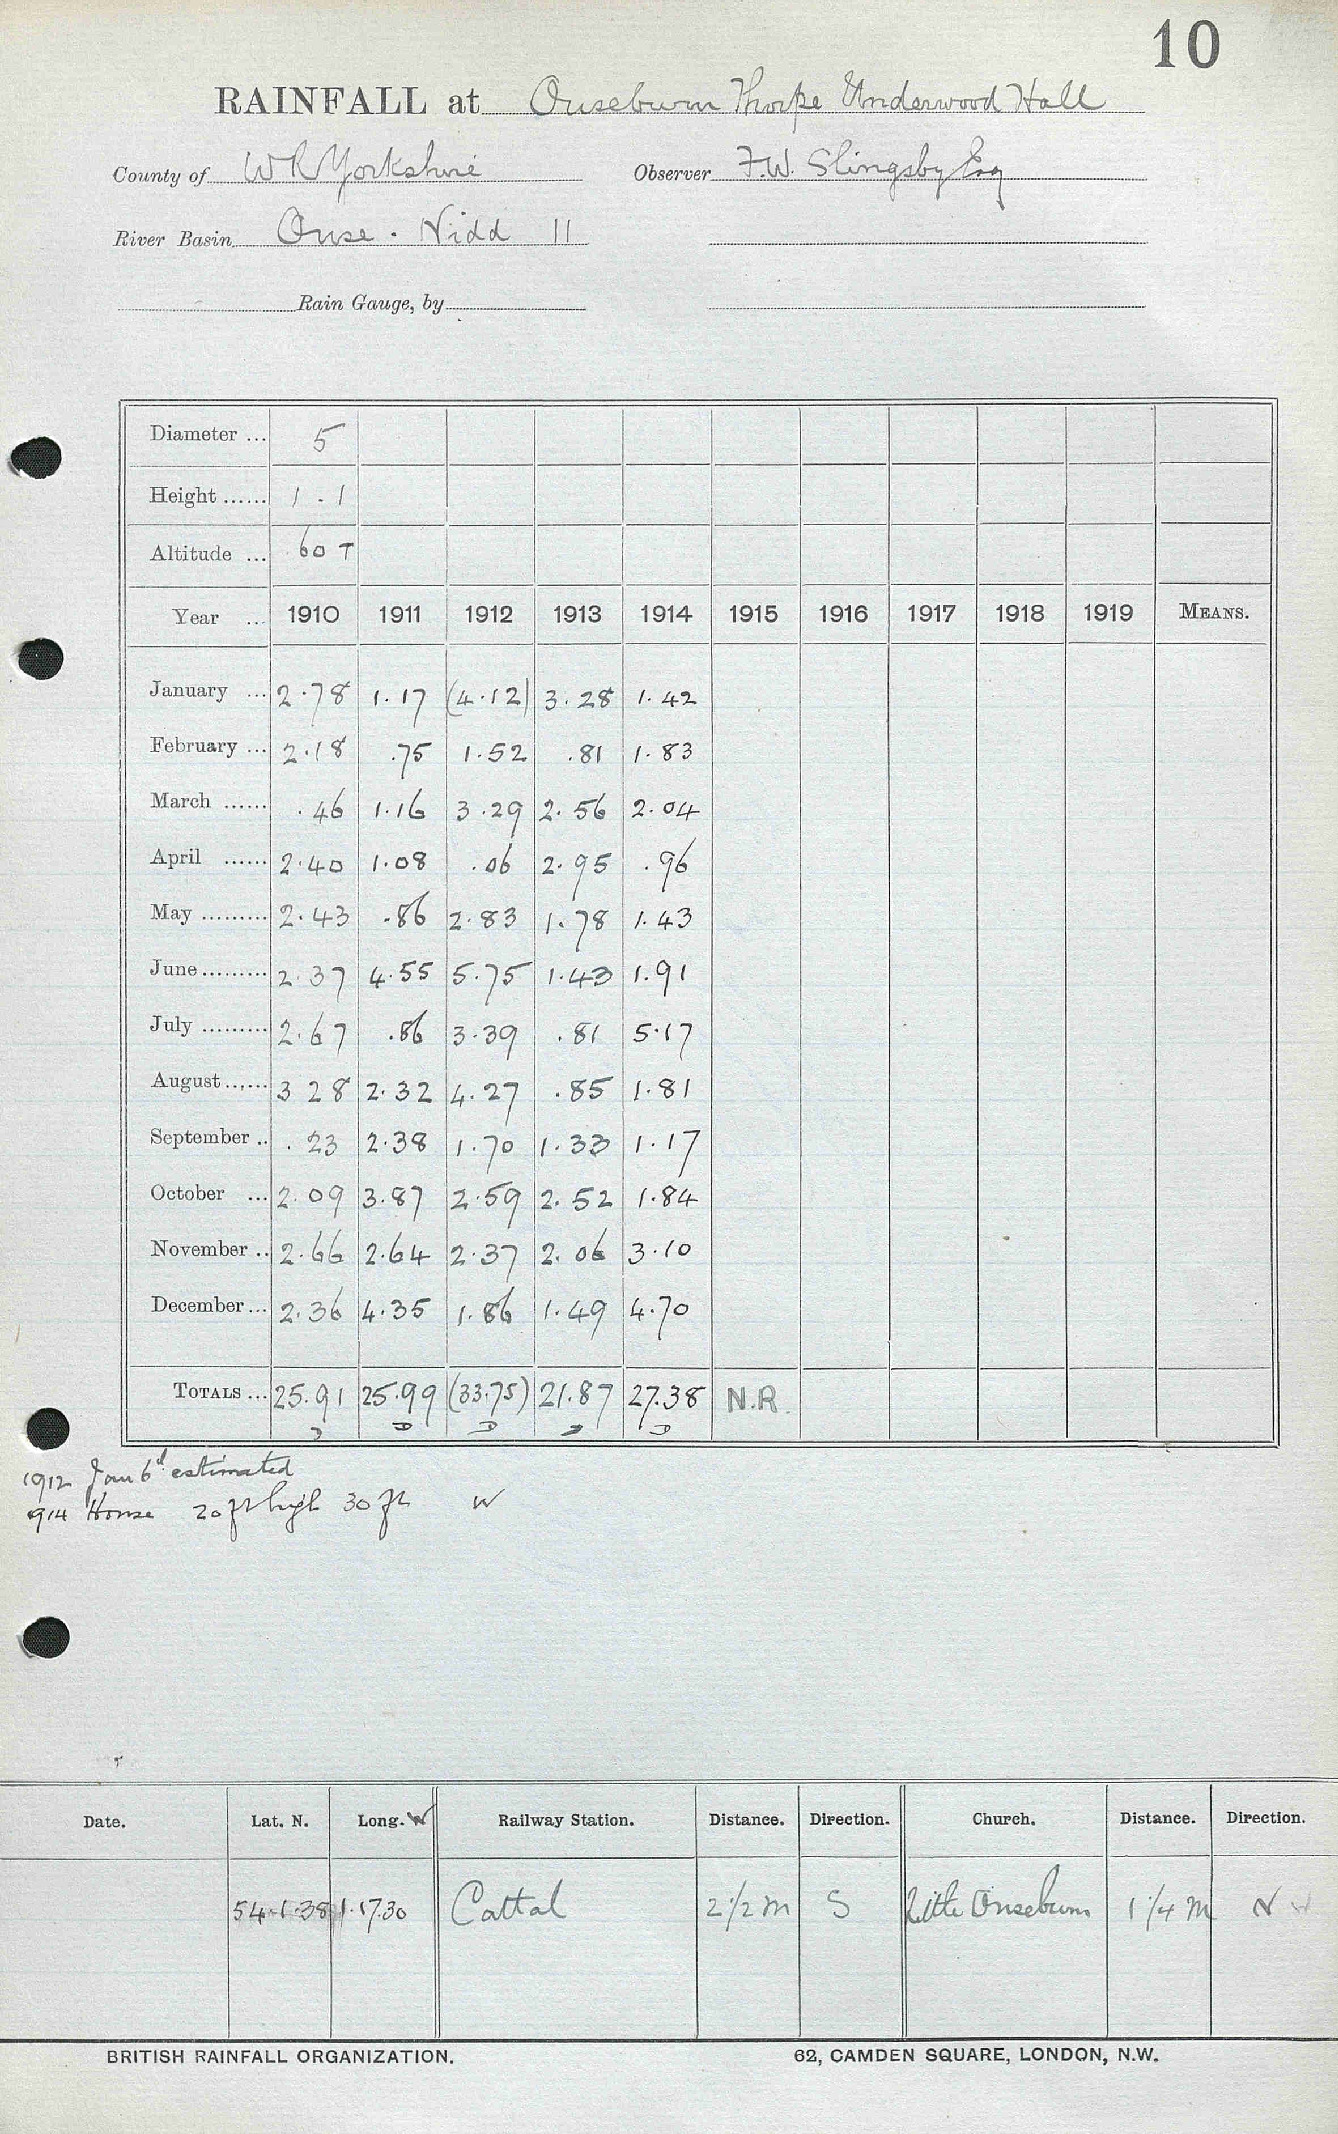 10
RAINFALL at Ouseburn Thorpe Underwood Hall
County of W R Yorkshire Observer F.W. Slingsby Esq
River Basin Ouse . Nidd 11
Rain Gauge, by
Diameter ... 5
Height ...... 1 . 1
Altitude ... 60 T
Year ... 1910 1911 1912 1913 1914 1915 1916 1917 1918 1919 MEANS.
January ... 2.78 1.17 (4.12) 3.28 1.42
February ... 2.18 .75 1.52 .81 1.83
March ...... .46 1.16 3.29 2.56 2.04
April ...... 2.40 1.08 .06 2.95 .96
May ......... 2.43 .86 2.83 1.78 1.43
June ......... 2.37 4.55 5.75 1.43 1.91
July ......... 2.67 .86 3.39 .81 5.17
August ...... 3 28 2.32 4.27 .85 1.81
September .. .23 2.38 1.70 1.33 1.17
October ... 2.09 3.87 2.59 2.52 1.84
November .. 2.66 2.64 2.37 2.06 3.10
December ... 2.36 4.35 1.86 1.49 4.70
TOTALS ... 25.91 25.99 (33.75) 21.87 27.38 N.R.
1912 Jan 6d estimated
1914 House 20 ft high 30 ft W
Date. Lat. N. Long. W Railway Station. Distance. Direction. Church. Distance. Direction.
54.1.38 1.17.30 Cattal 2 1/2 m S Little Ouseburn 1 1/4 m N W
BRITISH RAINFALL ORGANIZATION. 62, CAMDEN SQUARE, LONDON, N.W.